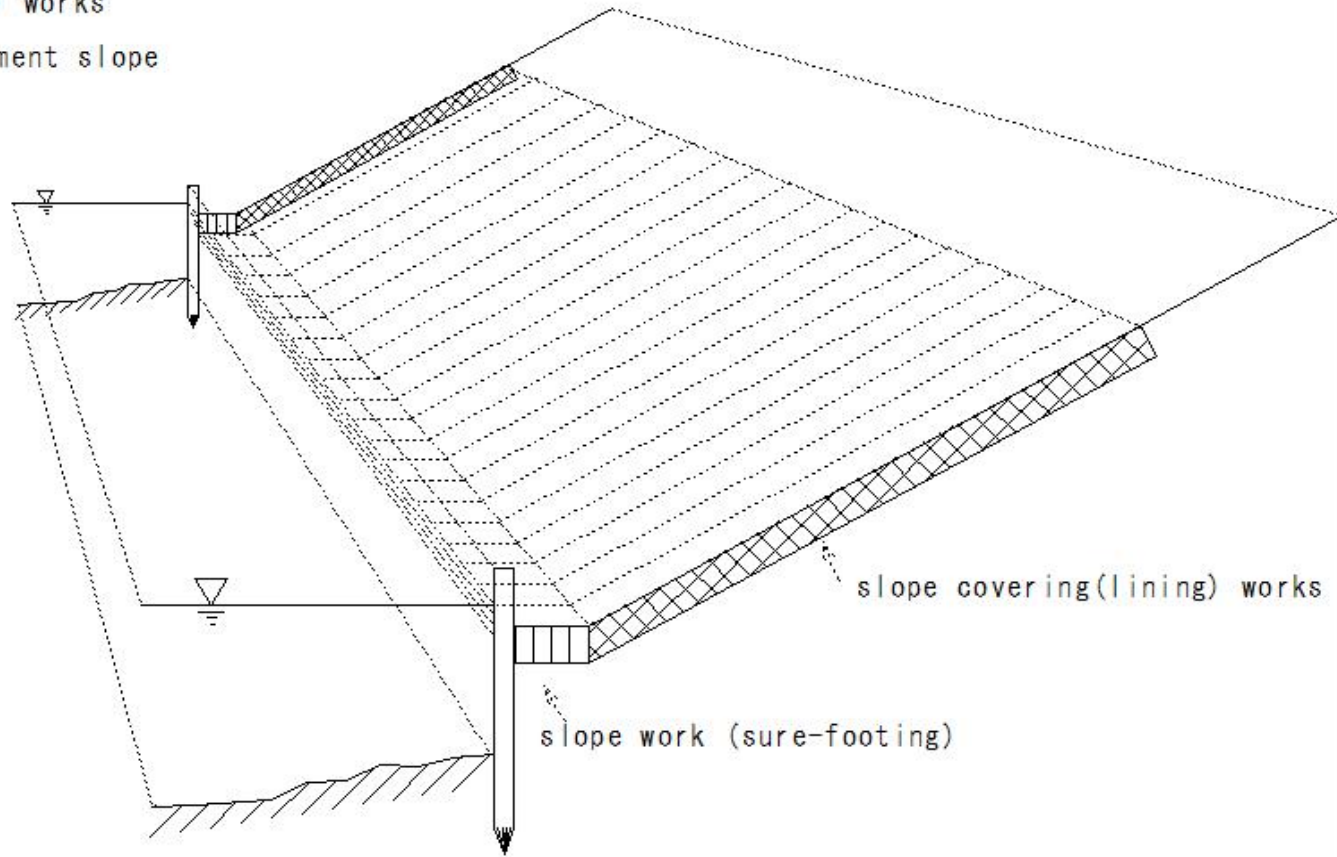 works
ment slope
slope covering(lining) works
slope work (sure-footing)